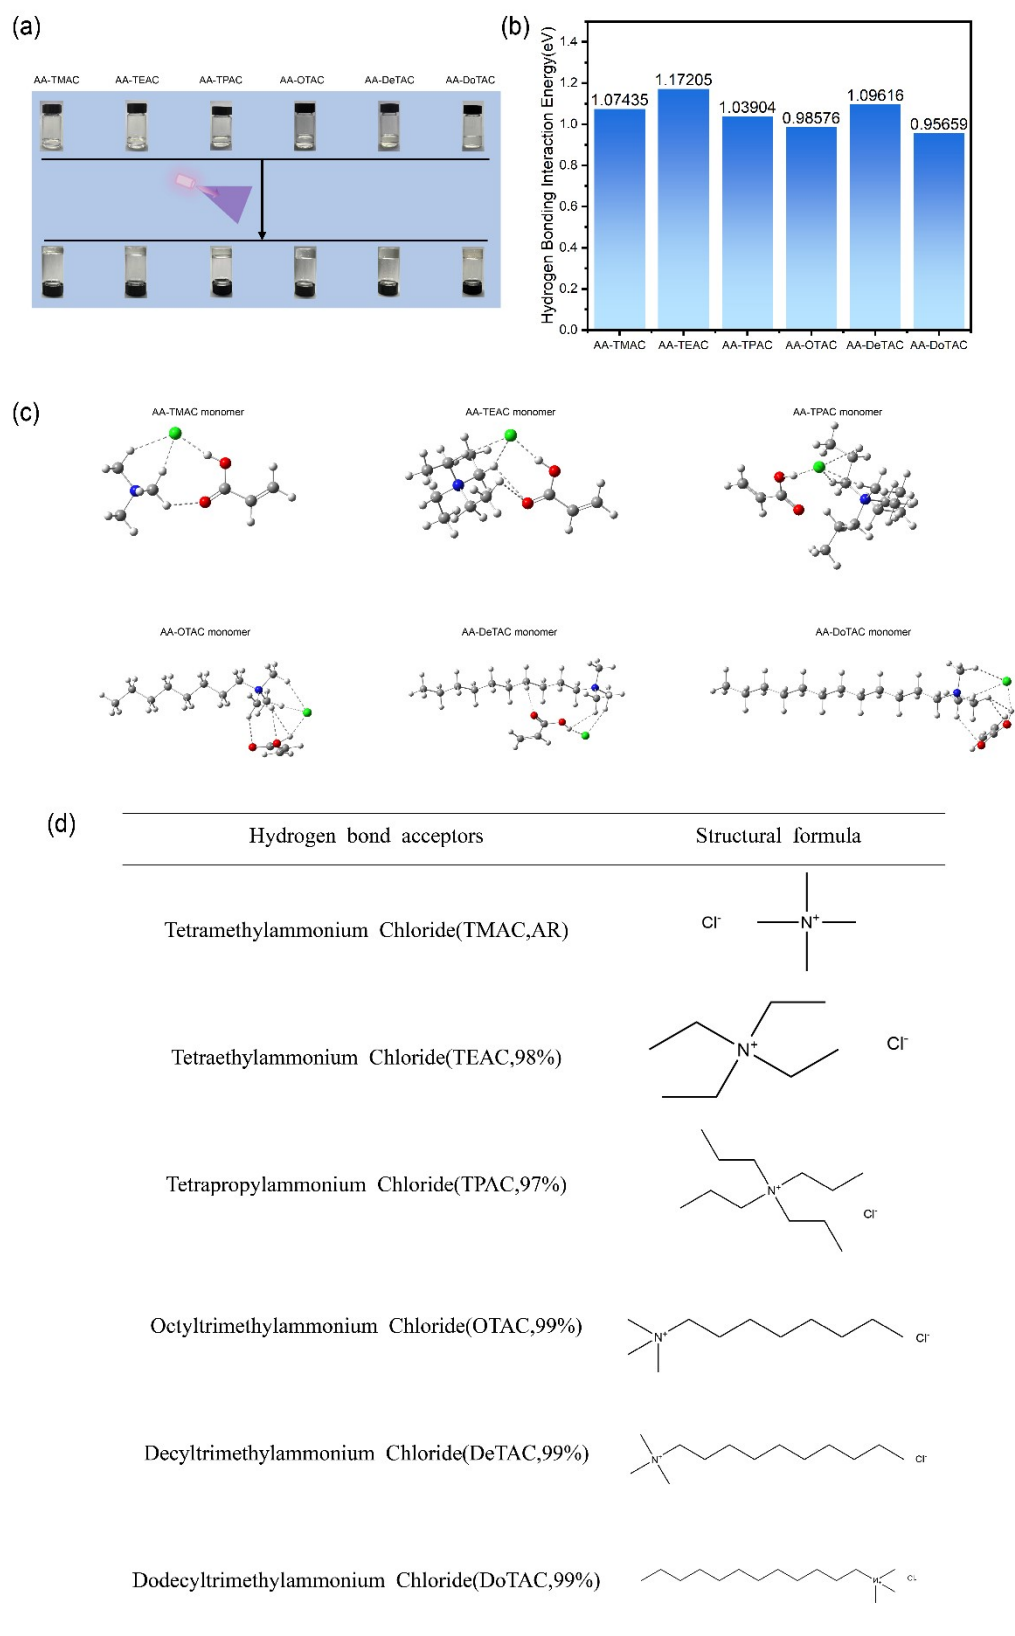 (a)
AA-TMAC AA-TEAC AA-TPAC AA-OTAC AA-DeTAC AA-DoTAC
(b)
Hydrogen Bonding Interaction Energy(eV)
1.4
1.2
1.0
0.8
0.6
0.4
0.2
0.0
1.07435 1.17205 1.03904 0.98576 1.09616 0.95659
AA-TMAC AA-TEAC AA-TPAC AA-OTAC AA-DeTAC AA-DoTAC
(c)
AA-TMAC monomer AA-TEAC monomer AA-TPAC monomer
AA-OTAC monomer AA-DeTAC monomer AA-DoTAC monomer
(d)
Hydrogen bond acceptors Structural formula
Tetramethylammonium Chloride(TMAC,AR) Cl⁻ N⁺
Tetraethylammonium Chloride(TEAC,98%) N⁺ Cl⁻
Tetrapropylammonium Chloride(TPAC,97%) N⁺ Cl⁻
Octyltrimethylammonium Chloride(OTAC,99%) N⁺ Cl⁻
Decyltrimethylammonium Chloride(DeTAC,99%) N⁺ Cl⁻
Dodecyltrimethylammonium Chloride(DoTAC,99%) N⁺ Cl⁻